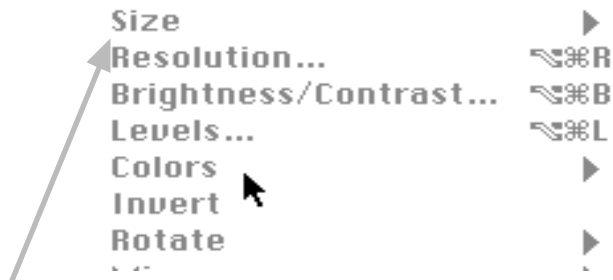 Size
Resolution... ⌥⌘R
Brightness/Contrast... ⌥⌘B
Levels... ⌥⌘L
Colors
Invert
Rotate